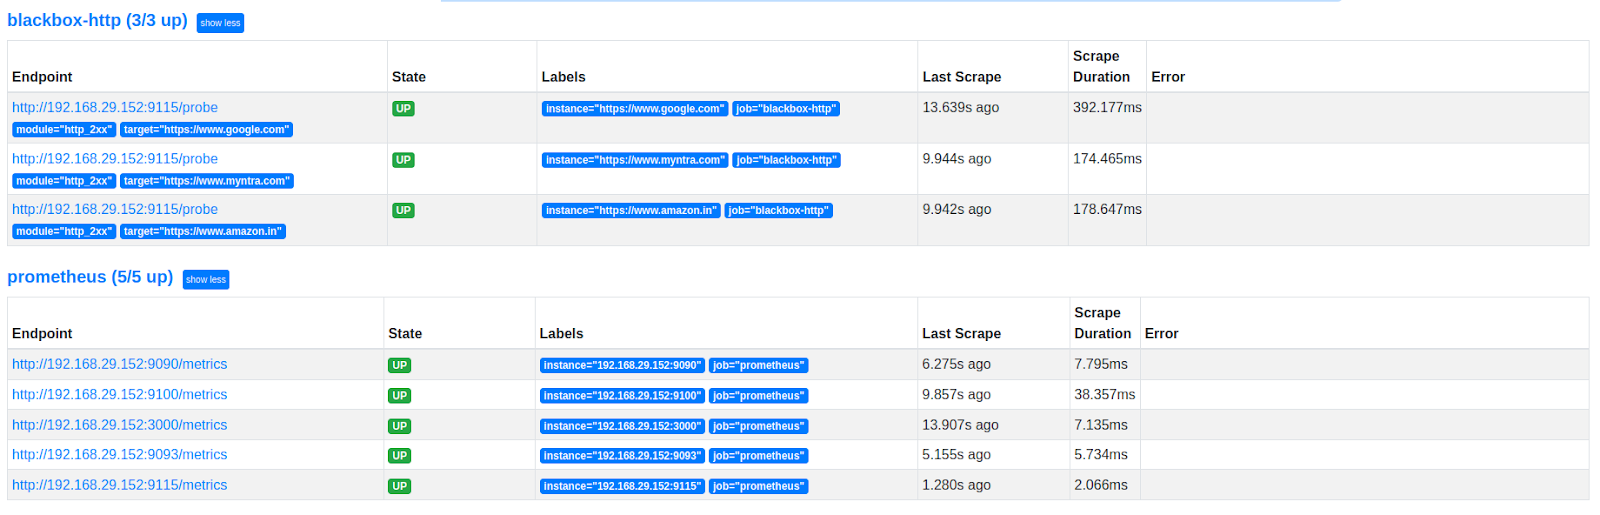 blackbox-http (3/3 up) show less
Scrape
Endpoint State Labels Last Scrape Duration Error
http://192.168.29.152:9115/probe UP instance="https://www.google.com" job="blackbox-http" 13.639s ago 392.177ms
module="http_2xx" target="https://www.google.com"
http://192.168.29.152:9115/probe UP instance="https://www.myntra.com" job="blackbox-http" 9.944s ago 174.465ms
module="http_2xx" target="https://www.myntra.com"
http://192.168.29.152:9115/probe UP instance="https://www.amazon.in" job="blackbox-http" 9.942s ago 178.647ms
module="http_2xx" target="https://www.amazon.in"
prometheus (5/5 up) show less
Scrape
Endpoint State Labels Last Scrape Duration Error
http://192.168.29.152:9090/metrics UP instance="192.168.29.152:9090" job="prometheus" 6.275s ago 7.795ms
http://192.168.29.152:9100/metrics UP instance="192.168.29.152:9100" job="prometheus" 9.857s ago 38.357ms
http://192.168.29.152:3000/metrics UP instance="192.168.29.152:3000" job="prometheus" 13.907s ago 7.135ms
http://192.168.29.152:9093/metrics UP instance="192.168.29.152:9093" job="prometheus" 5.155s ago 5.734ms
http://192.168.29.152:9115/metrics UP instance="192.168.29.152:9115" job="prometheus" 1.280s ago 2.066ms